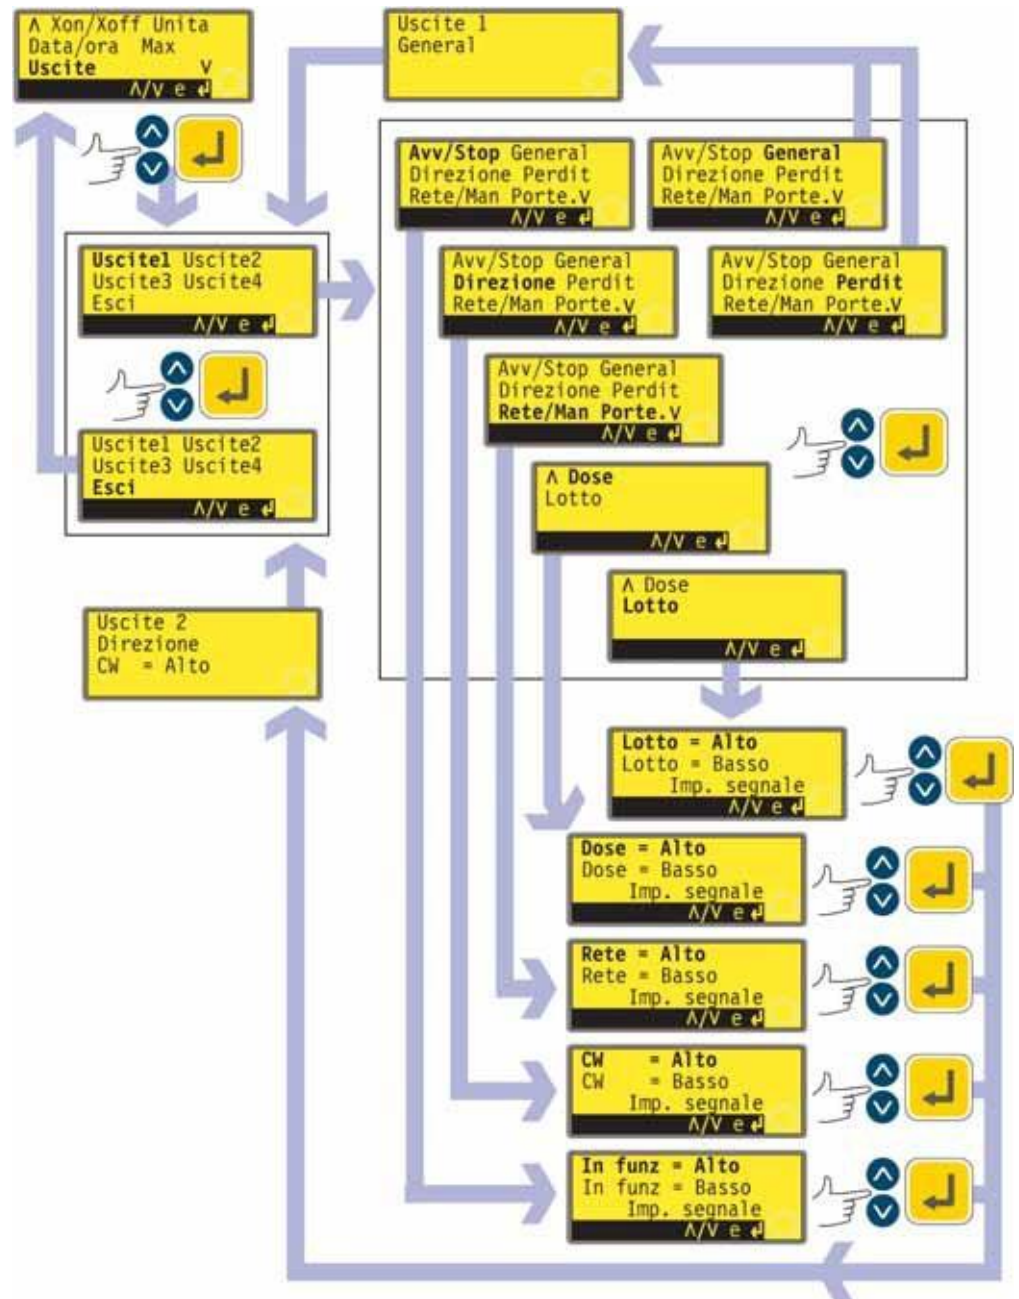 Λ Xon/Xoff Unita
Data/ora Max
Uscite V
Λ/V e ↵
Uscite 1
General
Uscite1 Uscite2
Uscite3 Uscite4
Esci
Λ/V e ↵
Uscite1 Uscite2
Uscite3 Uscite4
Esci
Λ/V e ↵
Uscite 2
Direzione
CW = Alto
Avv/Stop General
Direzione Perdit
Rete/Man Porte.v
Λ/V e ↵
Avv/Stop General
Direzione Perdit
Rete/Man Porte.v
Λ/V e ↵
Avv/Stop General
Direzione Perdit
Rete/Man Porte.v
Λ/V e ↵
Avv/Stop General
Direzione Perdit
Rete/Man Porte.v
Λ/V e ↵
Avv/Stop General
Direzione Perdit
Rete/Man Porte.v
Λ/V e ↵
Λ Dose
Lotto
Λ/V e ↵
Λ Dose
Lotto
Λ/V e ↵
Lotto = Alto
Lotto = Basso
Imp. segnale
Λ/V e ↵
Dose = Alto
Dose = Basso
Imp. segnale
Λ/V e ↵
Rete = Alto
Rete = Basso
Imp. segnale
Λ/V e ↵
CW = Alto
CW = Basso
Imp. segnale
Λ/V e ↵
In funz = Alto
In funz = Basso
Imp. segnale
Λ/V e ↵